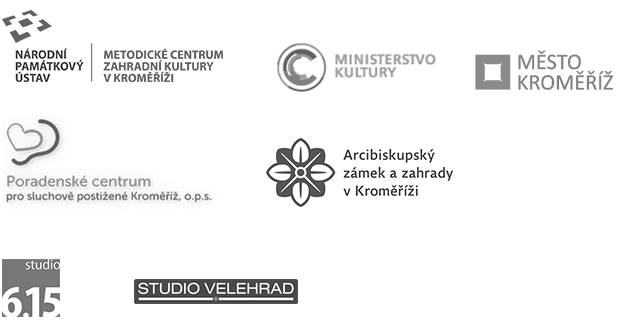 NÁRODNÍ
PAMÁTKOVÝ
ÚSTAV
METODICKÉ CENTRUM
ZAHRADNÍ KULTURY
V KROMĚŘÍŽI
MINISTERSTVO
KULTURY
MĚSTO
KROMĚŘÍŽ
Poradenské centrum
pro sluchově postižené Kroměříž, o.p.s.
Arcibiskupský
zámek a zahrady
v Kroměříži
studio
6.15
STUDIO VELEHRAD